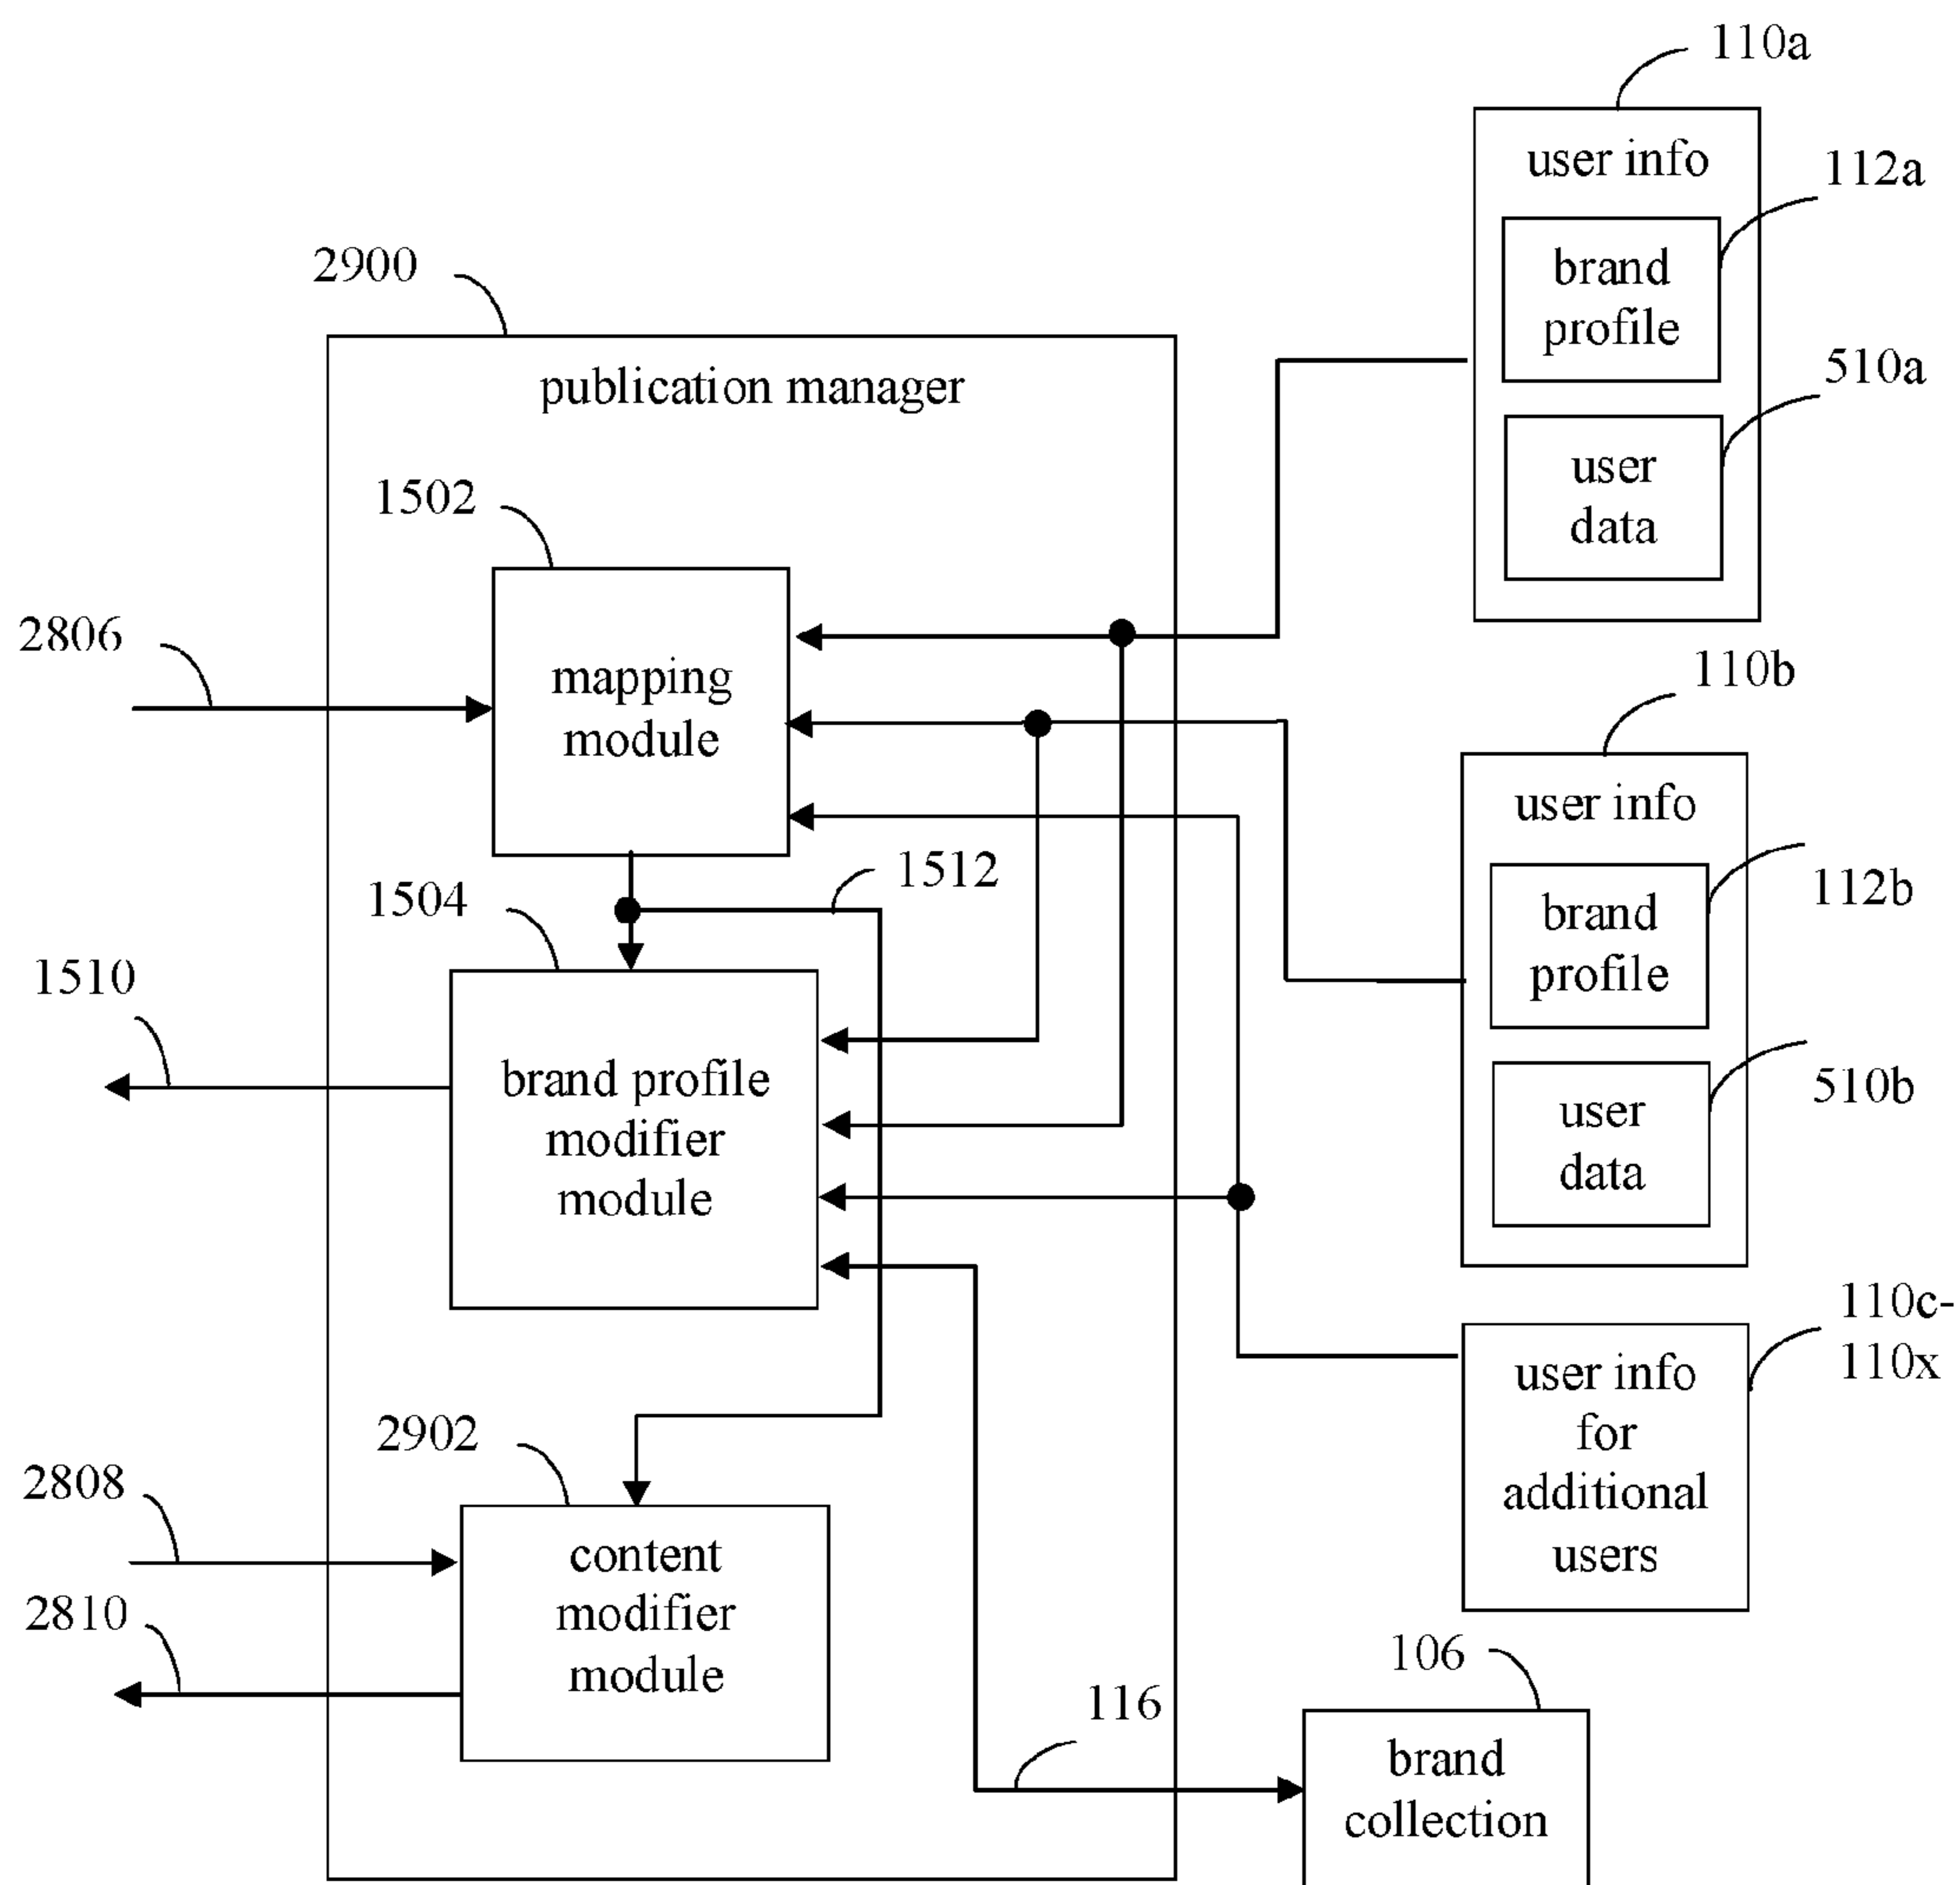 110a
user info
112a
brand
profile
510a
user
data
2900
publication manager
1502
2806
mapping
module
110b
user info
112b
brand
profile
510b
user
data
1512
1504
1510
brand profile
modifier
module
110c-
110x
user info
for
additional
users
2902
2808
content
modifier
module
2810
116
106
brand
collection